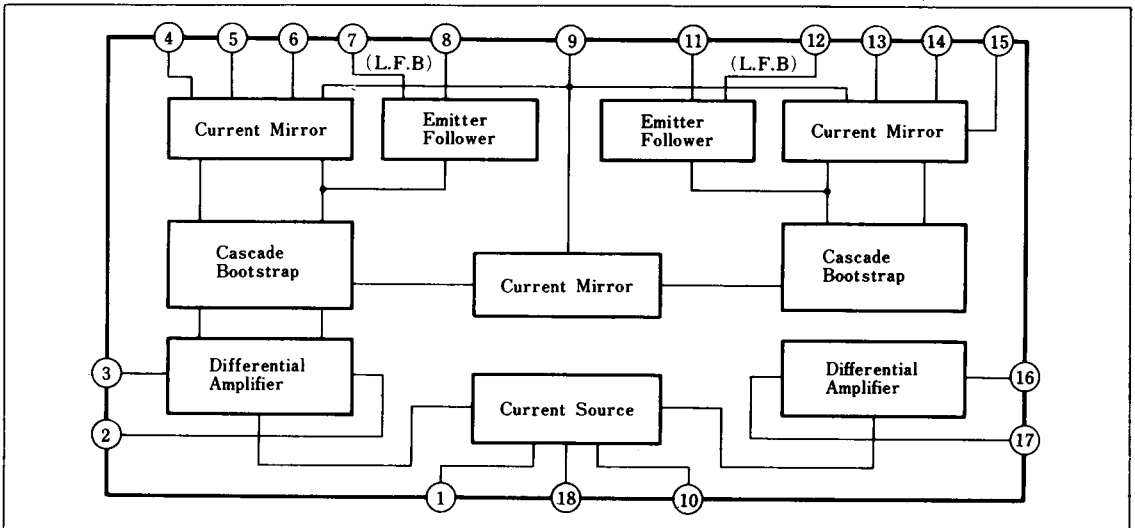 4
5
6
7
8
9
11
12
13
14
15
(L.F.B)
(L.F.B)
Current Mirror
Emitter
Follower
Emitter
Follower
Current Mirror
Cascade
Bootstrap
Current Mirror
Cascade
Bootstrap
3
Differential
Amplifier
Current Source
Differential
Amplifier
16
2
17
1
18
10